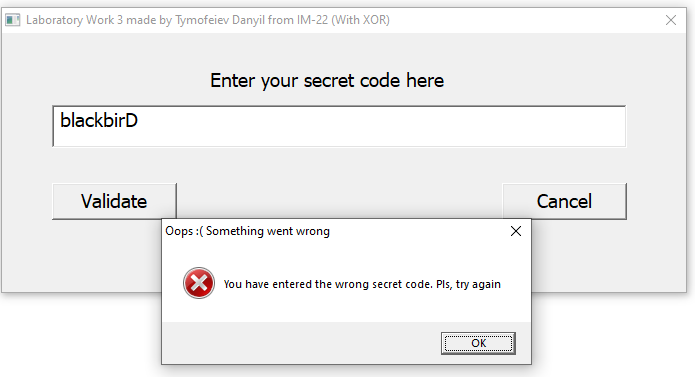 Laboratory Work 3 made by Tymofeiev Danyil from IM-22 (With XOR)
Enter your secret code here
blackbirD
Validate
Cancel
Oops :( Something went wrong
You have entered the wrong secret code. Pls, try again
OK